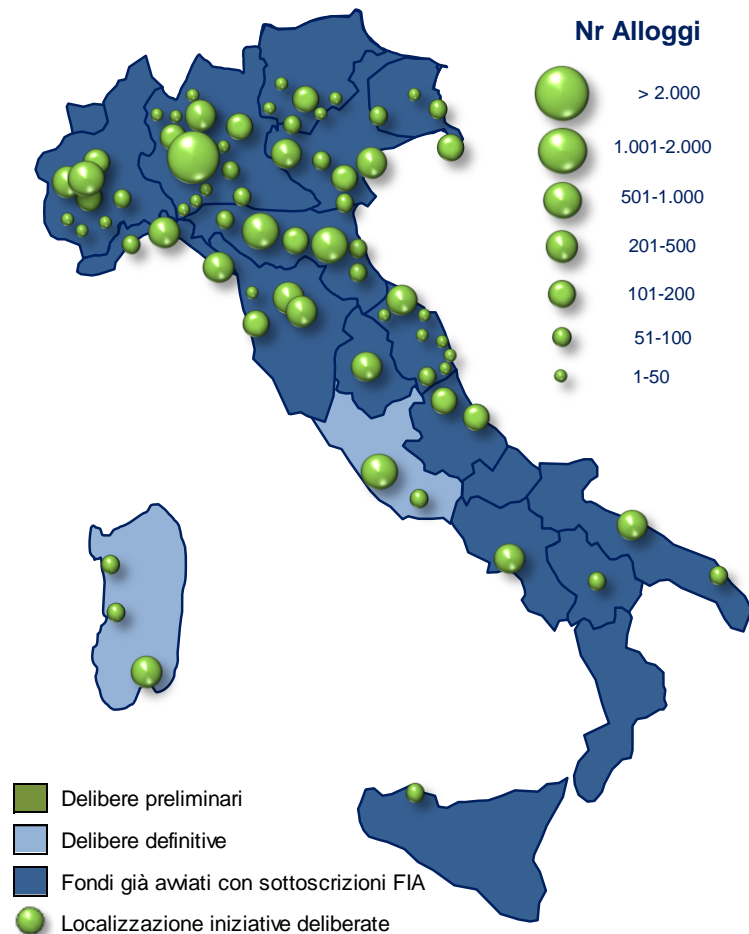 Nr Alloggi
> 2.000
1.001-2.000
501-1.000
201-500
101-200
51-100
1-50
Delibere preliminari
Delibere definitive
Fondi già avviati con sottoscrizioni FIA
Localizzazione iniziative deliberate